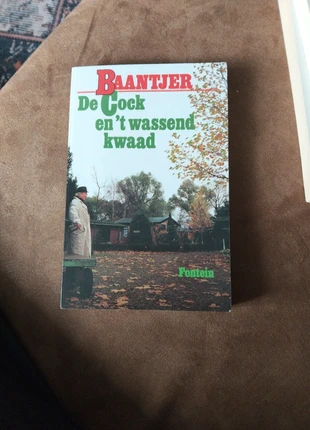 BAANTJER
De Cock
en 't wassend
kwaad
Fontein